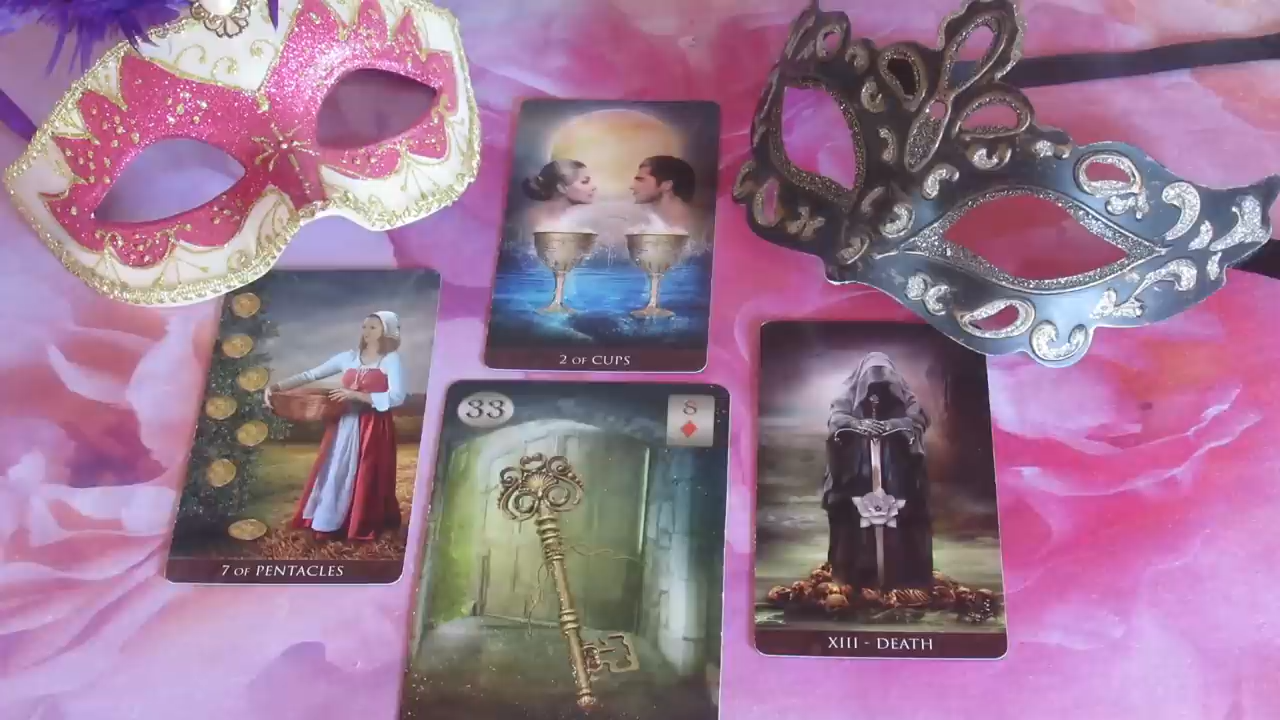 2 OF CUPS
33
8
7 OF PENTACLES
XIII - DEATH